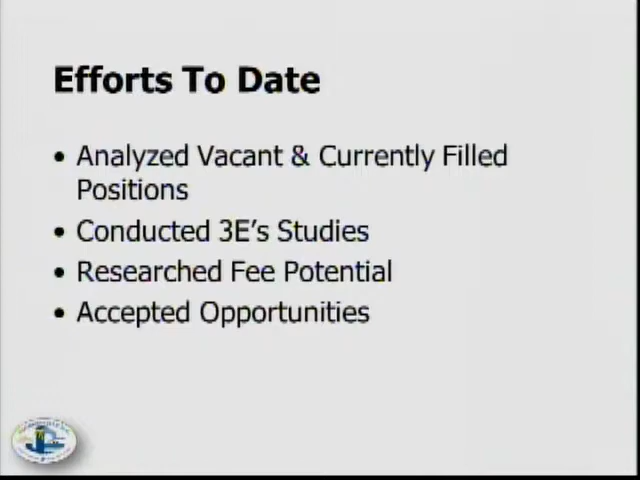 Efforts To Date
• Analyzed Vacant & Currently Filled
Positions
• Conducted 3E's Studies
• Researched Fee Potential
• Accepted Opportunities